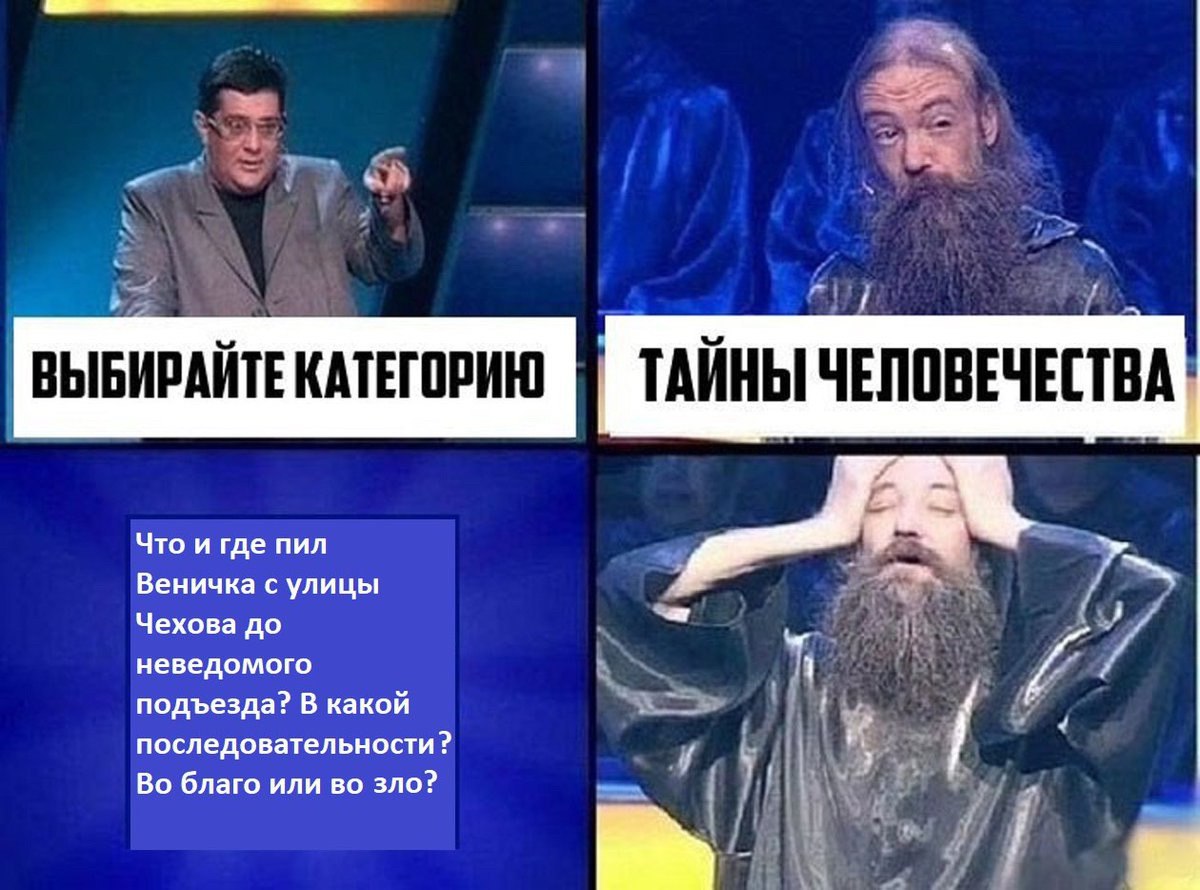 ВЫБИРАЙТЕ КАТЕГОРИЮ
ТАЙНЫ ЧЕЛОВЕЧЕСТВА
Что и где пил
Веничка с улицы
Чехова до
неведомого
подъезда? В какой
последовательности?
Во благо или во зло?